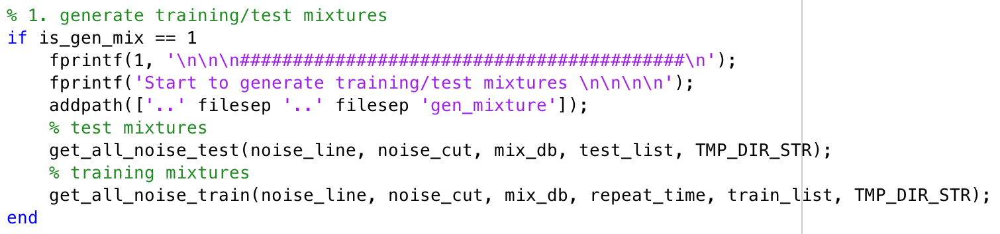 % 1. generate training/test mixtures
if is_gen_mix == 1
    fprintf(1, '\n\n\n##########################################\n');
    fprintf('Start to generate training/test mixtures \n\n\n\n');
    addpath(['..' filesep '..' filesep 'gen_mixture']);
    % test mixtures
    get_all_noise_test(noise_line, noise_cut, mix_db, test_list, TMP_DIR_STR);
    % training mixtures
    get_all_noise_train(noise_line, noise_cut, mix_db, repeat_time, train_list, TMP_DIR_STR);
end